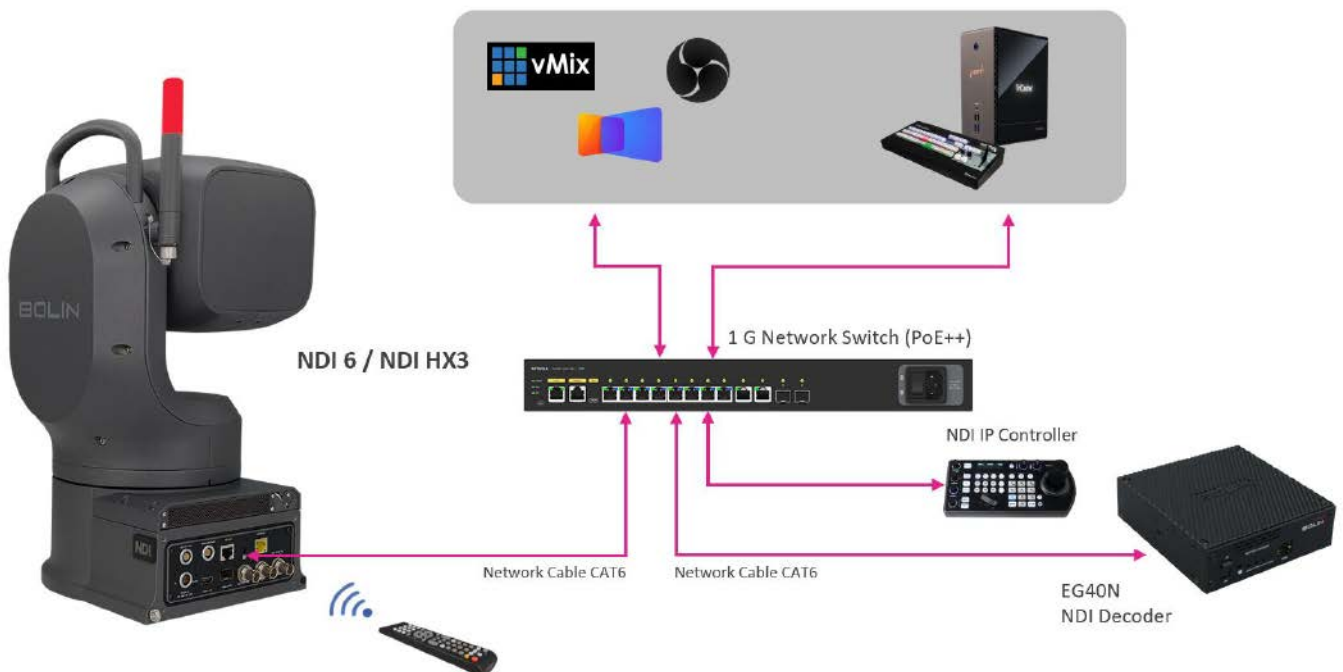 vMix
BOLIN
NDI 6 / NDI HX3
1 G Network Switch (PoE++)
NDI IP Controller
NDI
Network Cable CAT6
Network Cable CAT6
BOLIN
EG40N
NDI Decoder